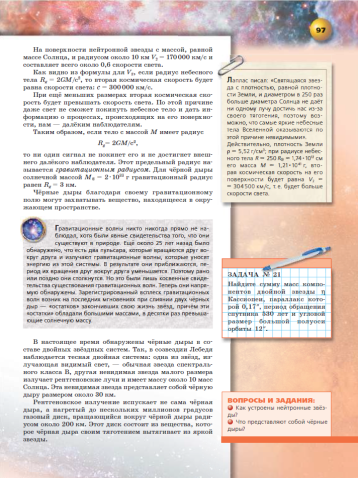 97
На поверхности нейтронной звезды с массой, равной
массе Солнца, и радиусом около 10 км V₂ = 170 000 км/с и
составляет всего около 0,6 скорости света.
Как видно из формулы для V₂, если радиус небесного
тела Rg = 2GM/c², то вторая космическая скорость будет
равна скорости света: c = 300 000 км/с.
При ещё меньших размерах вторая космическая ско-
рость будет превышать скорость света. По этой причине
даже свет не сможет покинуть небесное тело и дать ин-
формацию о процессах, происходящих на его поверхно-
сти, нам — далёким наблюдателям.
Таким образом, если тело с массой M имеет радиус
Rg = 2GM/c²,
то ни один сигнал не покинет его и не достигнет внеш-
него далёкого наблюдателя. Этот предельный радиус на-
зывается гравитационным радиусом. Для чёрной дыры
солнечной массой M = 2 · 10³⁰ кг гравитационный радиус
равен Rg = 3 км.
Чёрные дыры благодаря своему гравитационному
полю могут захватывать вещество, находящееся в окру-
жающем пространстве.
Гравитационные волны никто никогда прямо не на-
блюдал, хотя были явные свидетельства того, что они
существуют в природе. Ещё около 25 лет назад было
обнаружено, что есть два пульсара, которые вращаются друг во-
круг друга и излучают гравитационные волны, которые уносят
энергию из этой системы. В результате они приближаются, пе-
риод их вращения друг вокруг друга уменьшается. Поэтому рано
или поздно они столкнутся. Но это были лишь косвенные свиде-
тельства существования гравитационных волн. Теперь они напря-
мую обнаружены. Зарегистрированный всплеск гравитационных
волн возник на последних мгновениях при слиянии двух чёрных
дыр — «остатков» закончивших свою жизнь звёзд, причём эти
«остатки» обладали большими массами, в десятки раз превыша-
ющие солнечную массу.
В настоящее время обнаружены чёрные дыры в со-
ставе двойных звёздных систем. Так, в созвездии Лебедя
наблюдается тесная двойная система: одна из звёзд, из-
лучающая видимый свет, — обычная звезда спектраль-
ного класса B, другая невидимая звезда малого размера
излучает рентгеновские лучи и имеет массу около 10 масс
Солнца. Эта невидимая звезда представляет собой чёрную
дыру размером около 30 км.
Рентгеновское излучение испускает не сама чёрная
дыра, а нагретый до нескольких миллионов градусов
газовый диск, вращающийся вокруг чёрной дыры ради-
усом около 200 км. Этот диск состоит из вещества, кото-
рое чёрная дыра своим тяготением вытягивает из яркой
звезды.
Лаплас писал: «Светящаяся звез-
да с плотностью, равной плотно-
сти Земли, и диаметром в 250 раз
больше диаметра Солнца не даёт
ни одному лучу достичь нас из-за
своего тяготения, поэтому воз-
можно, что самые яркие небесные
тела Вселенной оказываются по
этой причине невидимыми».
Действительно, плотность Земли
ρ = 5,52 г/см³; при радиусе небес-
ного тела
его масса
рая космическая скорость на его
поверхности будет равна V₂ =
= 304 500 км/с, т. е. будет больше
скорости света.
ЗАДАЧА № 21
Найдите сумму масс компо-
нентов двойной звезды η
Кассиопеи, параллакс кото-
рой 0,17", период обращения
спутника 530 лет и угловой
размер большой полуоси
орбиты 12".
ВОПРОСЫ И ЗАДАНИЯ:
Как устроены нейтронные звёз-
ды?
Что представляют собой чёрные
дыры?